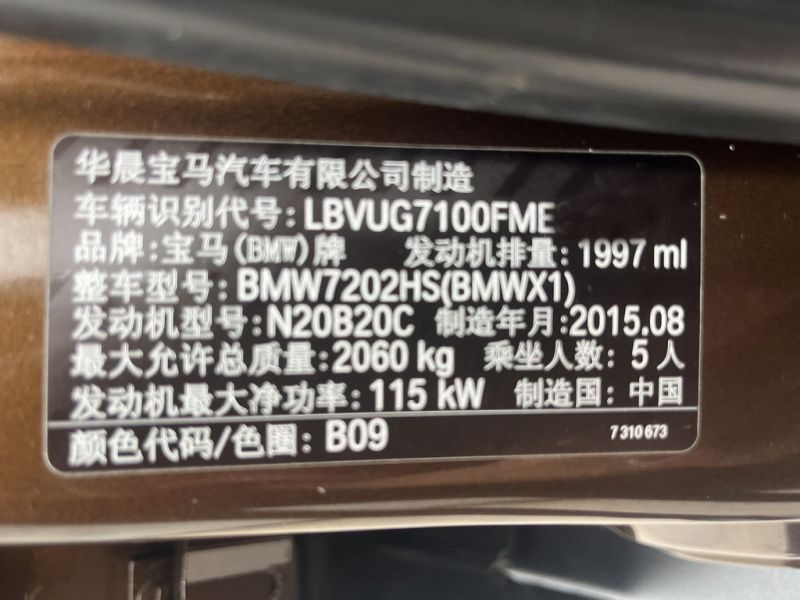 华晨宝马汽车有限公司制造
车辆识别代号: LBVUG7100FME
品牌: 宝马(BMW)牌 发动机排量: 1997 ml
整车型号: BMW7202HS(BMWX1)
发动机型号: N20B20C 制造年月: 2015.08
最大允许总质量: 2060 kg 乘坐人数: 5 人
发动机最大净功率: 115 kW 制造国: 中国
颜色代码/色圈: B09 7310673